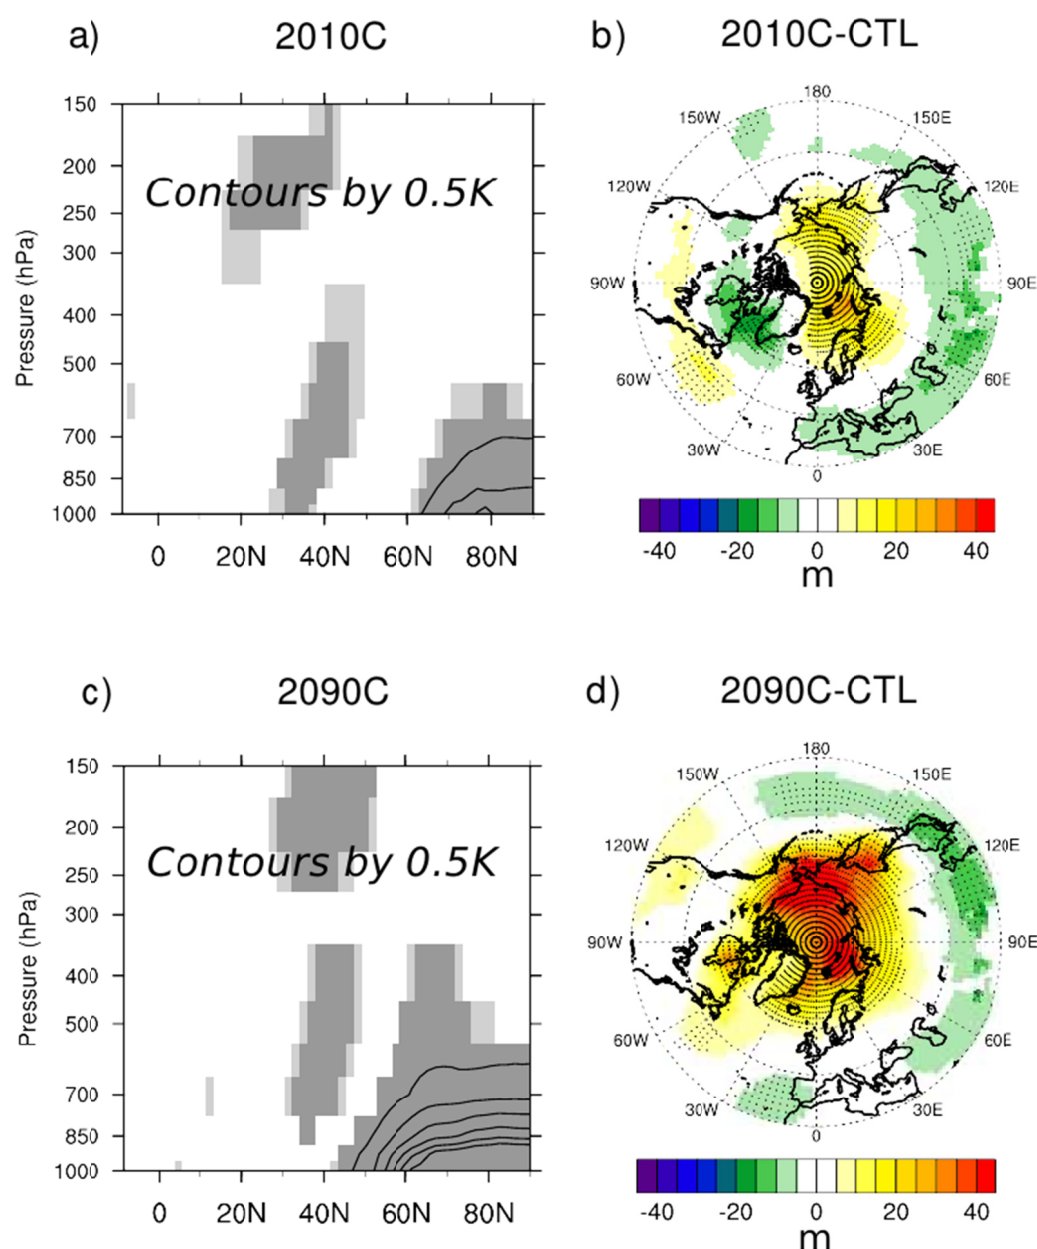 a)
2010C
Pressure (hPa)
150
200
250
300
400
500
700
850
1000
Contours by 0.5K
0
20N
40N
60N
80N
b)
2010C-CTL
180
150W
150E
120W
120E
90W
90E
60W
60E
30W
30E
0
-40
-20
0
20
40
m
c)
2090C
Pressure (hPa)
150
200
250
300
400
500
700
850
1000
Contours by 0.5K
0
20N
40N
60N
80N
d)
2090C-CTL
180
150W
150E
120W
120E
90W
90E
60W
60E
30W
30E
0
-40
-20
0
20
40
m